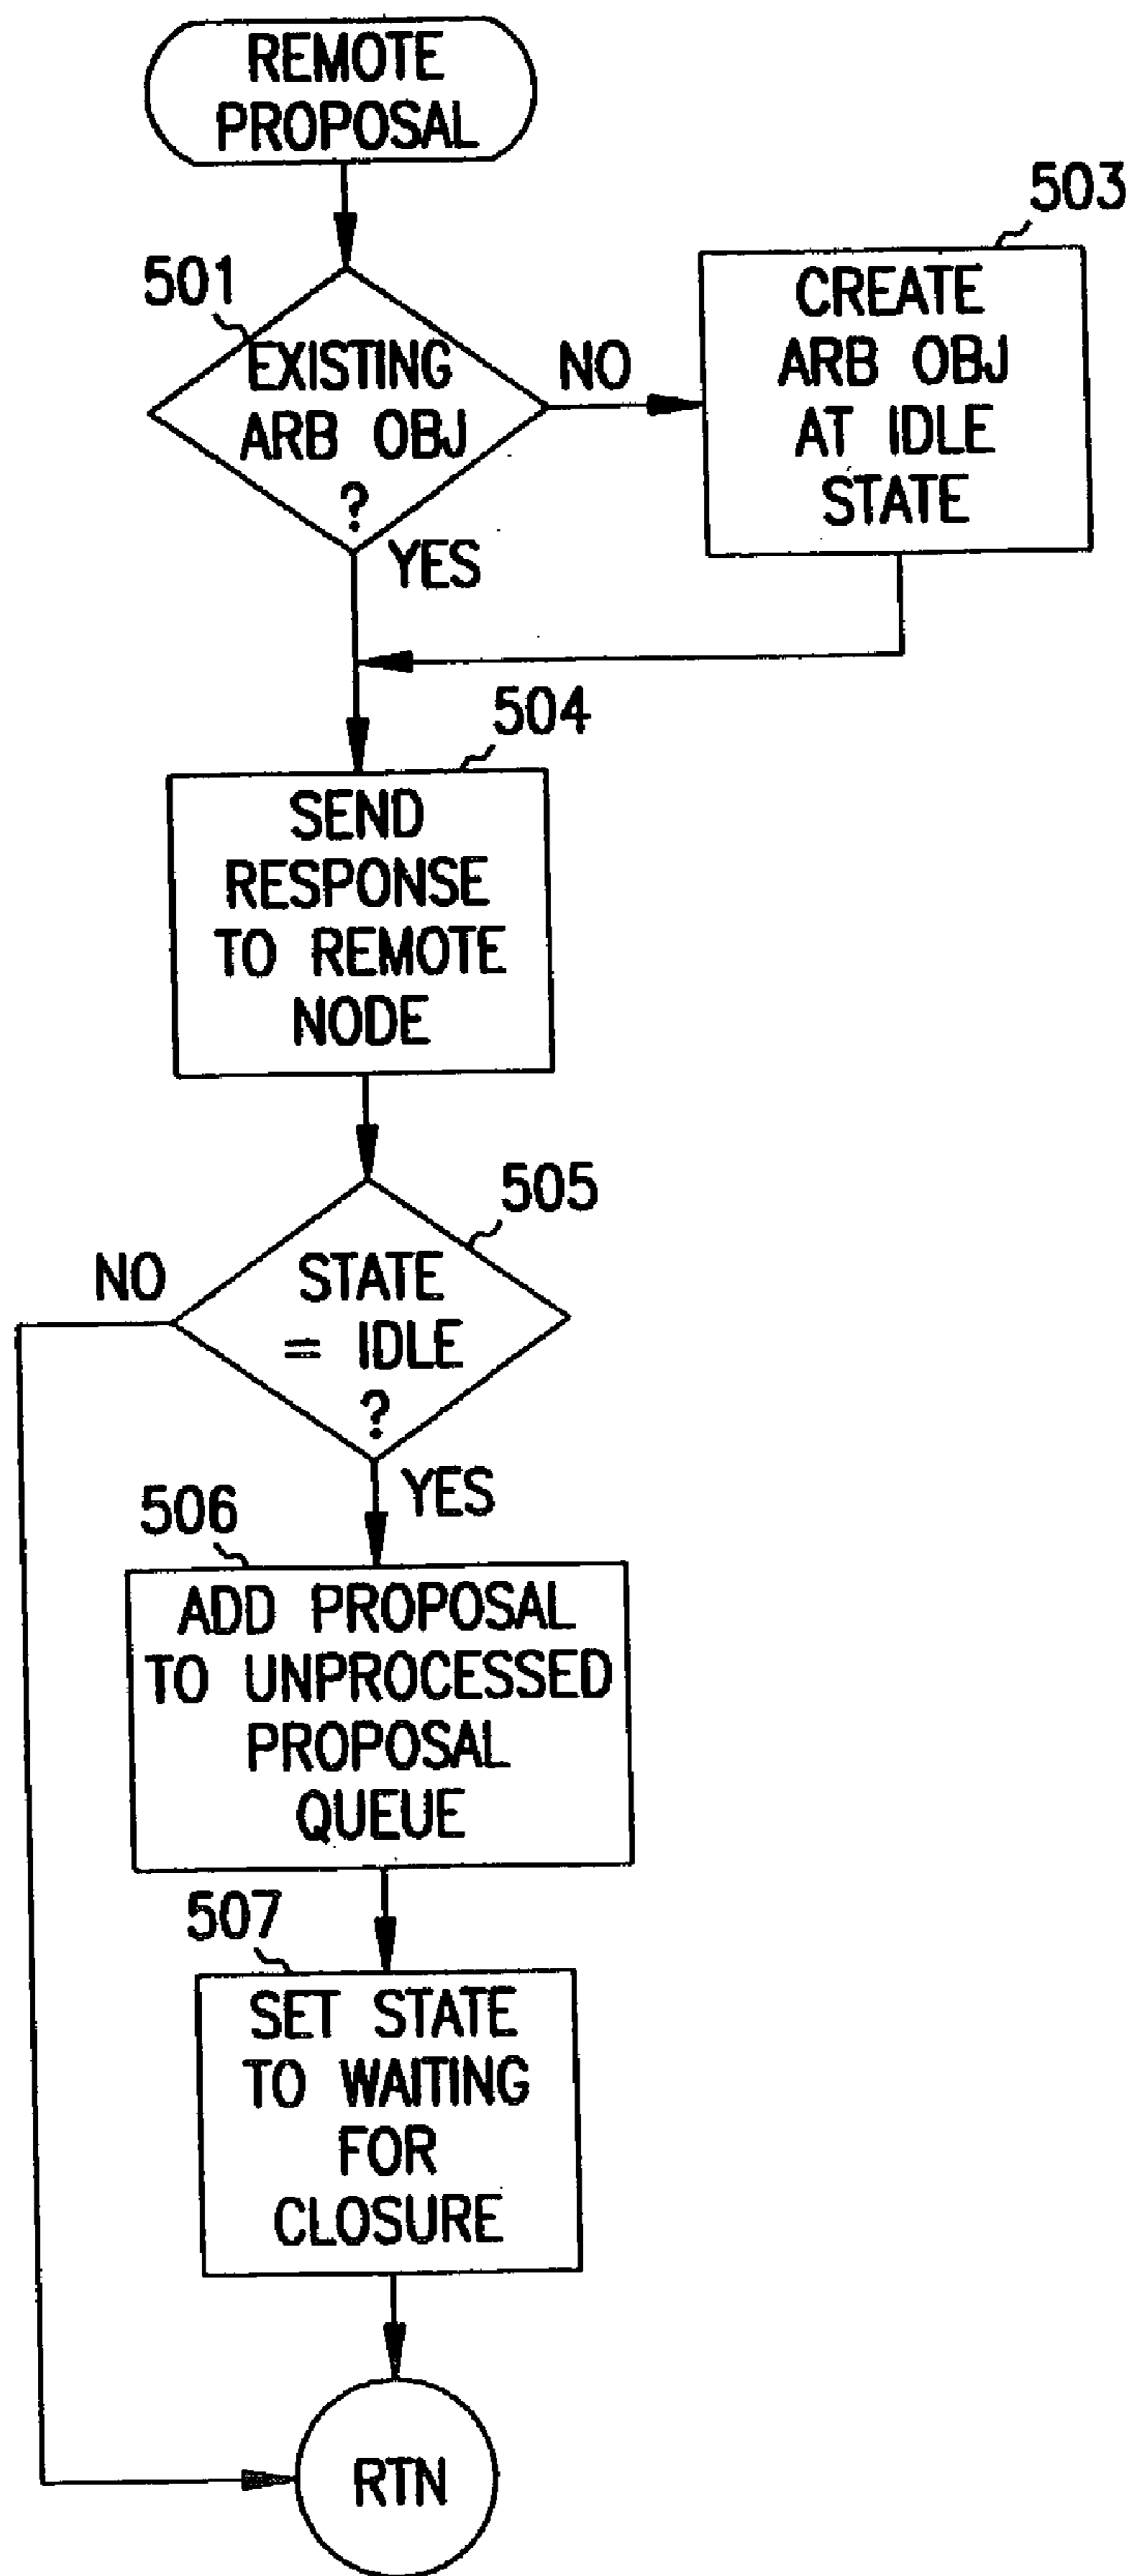 REMOTE
PROPOSAL
503
501
EXISTING
ARB OBJ
?
NO
CREATE
ARB OBJ
AT IDLE
STATE
YES
504
SEND
RESPONSE
TO REMOTE
NODE
505
STATE
= IDLE
?
NO
YES
506
ADD PROPOSAL
TO UNPROCESSED
PROPOSAL
QUEUE
507
SET STATE
TO WAITING
FOR
CLOSURE
RTN